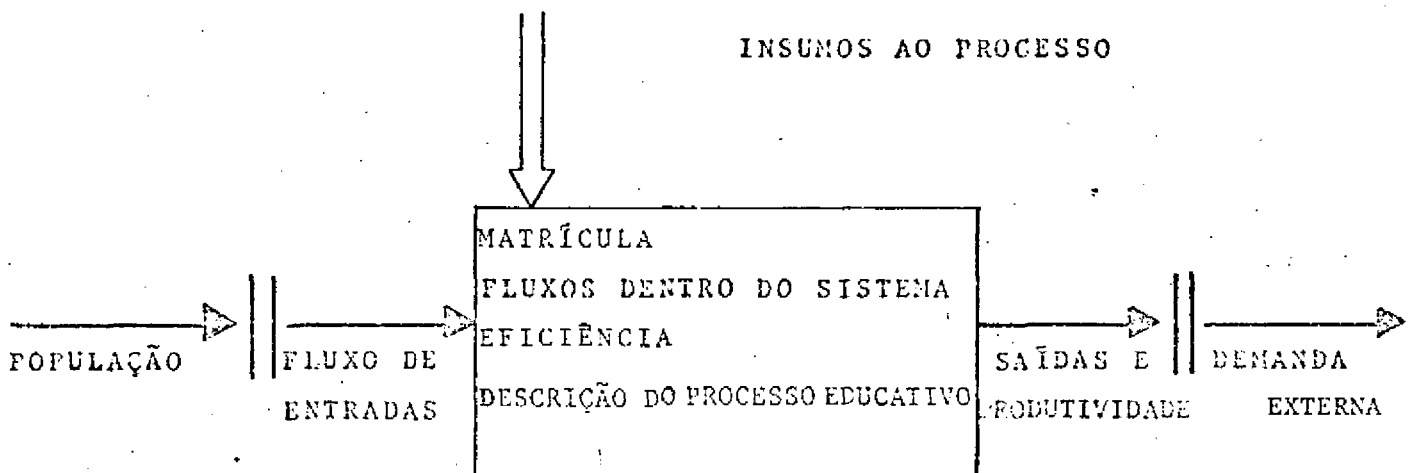 INSUMOS AO PROCESSO
MATRÍCULA
FLUXOS DENTRO DO SISTEMA
EFICIÊNCIA
DESCRIÇÃO DO PROCESSO EDUCATIVO
POPULAÇÃO
FLUXO DE
ENTRADAS
SAÍDAS E
PRODUTIVIDADE
DEMANDA
EXTERNA